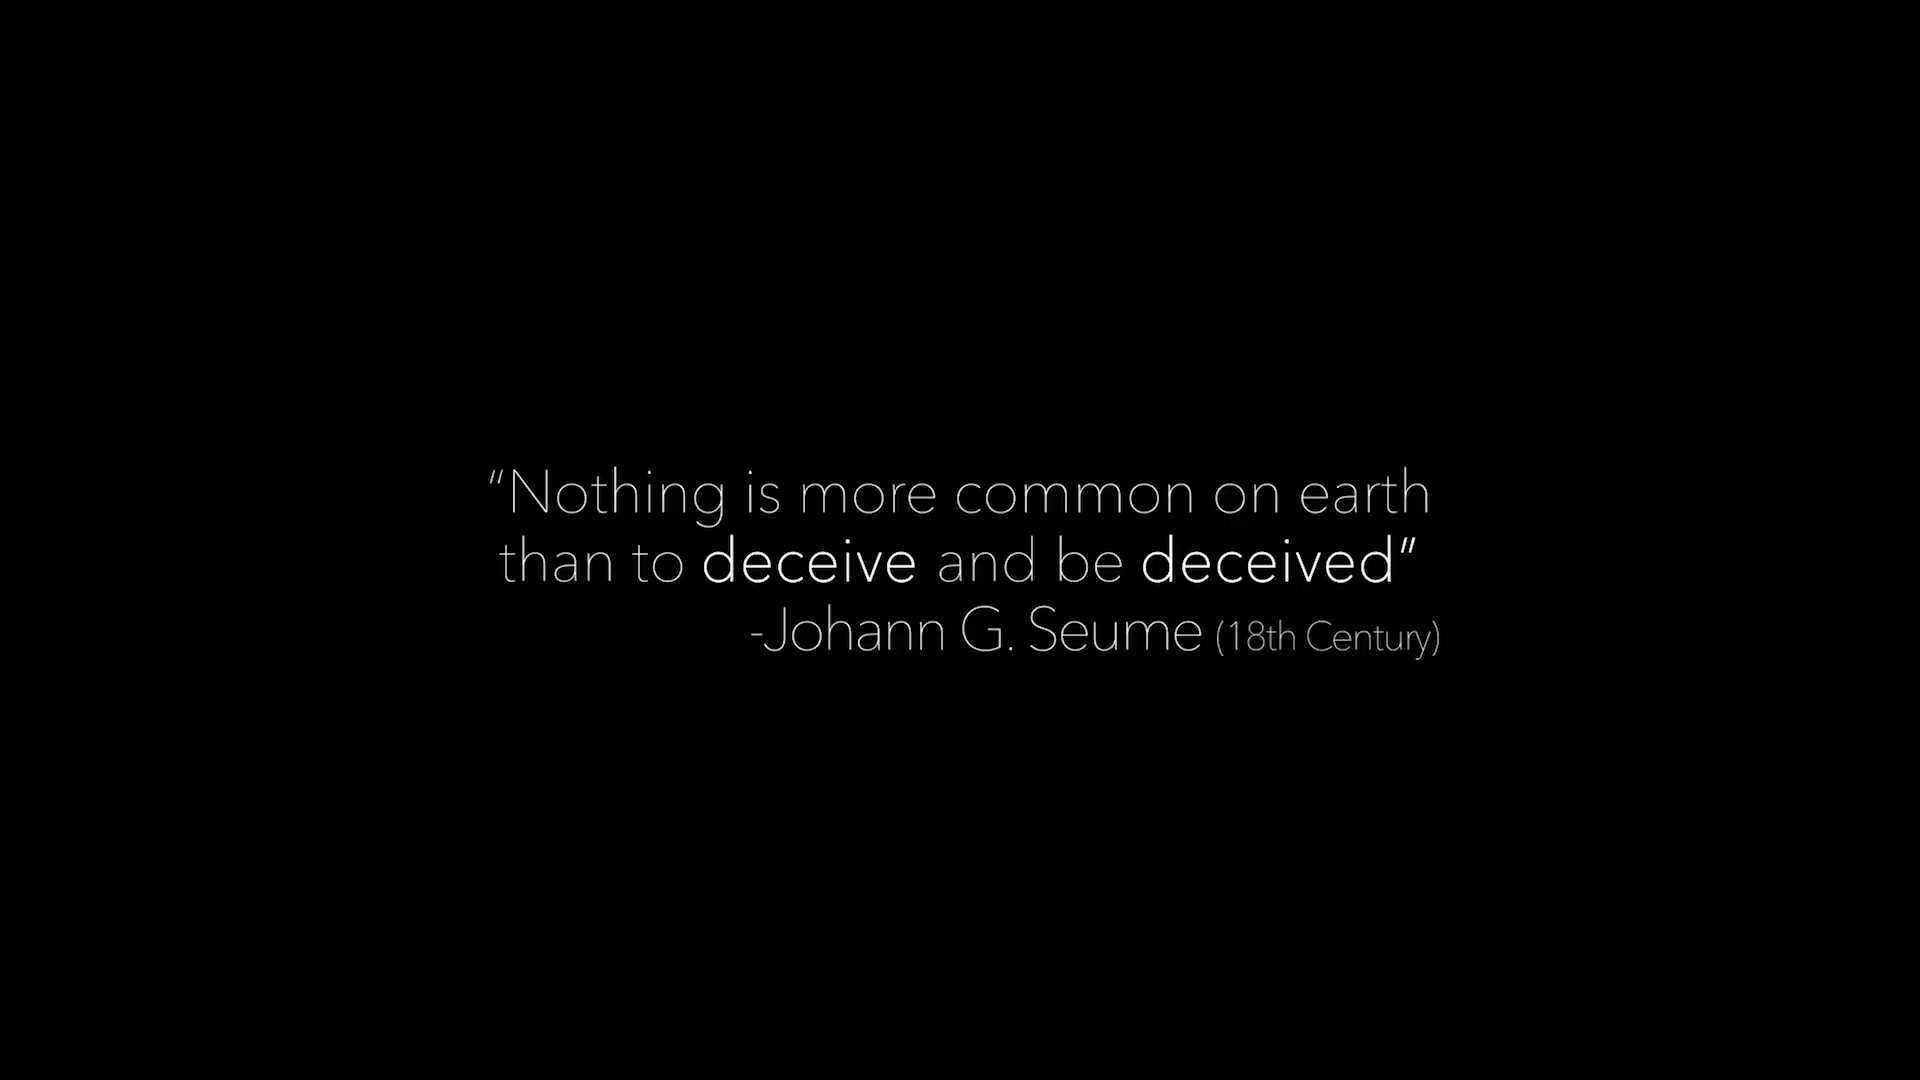 "Nothing is more common on earth
than to deceive and be deceived"
-Johann G. Seume (18th Century)